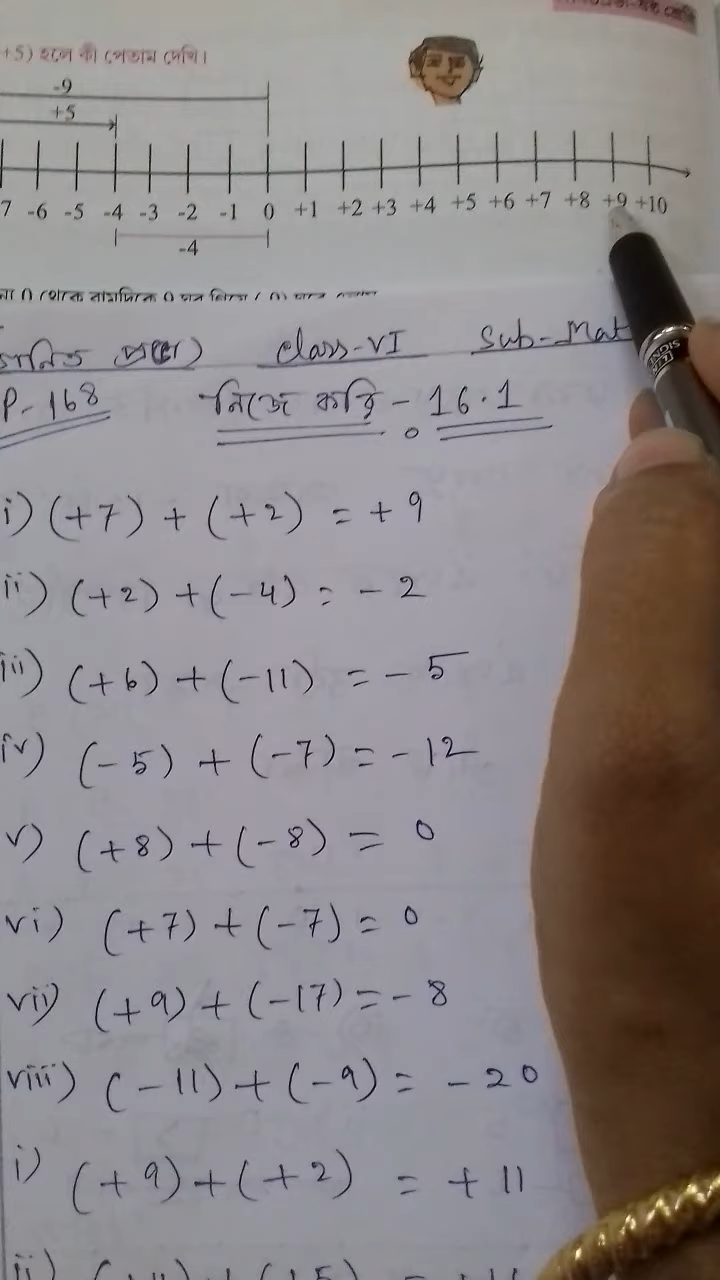 +5) হলে কী পেতাম দেখি।
-9
+5
7 -6 -5 -4 -3 -2 -1 0 +1 +2 +3 +4 +5 +6 +7 +8 +9 +10
-4
Class-VI Sub-Mat
P-168 নিজে করি - 16.1
i) (+7) + (+2) = +9
ii) (+2) + (-4) = -2
iii) (+6) + (-11) = -5
iv) (-5) + (-7) = -12
v) (+8) + (-8) = 0
vi) (+7) + (-7) = 0
vii) (+9) + (-17) = -8
viii) (-11) + (-9) = -20
i) (+9) + (+2) = +11